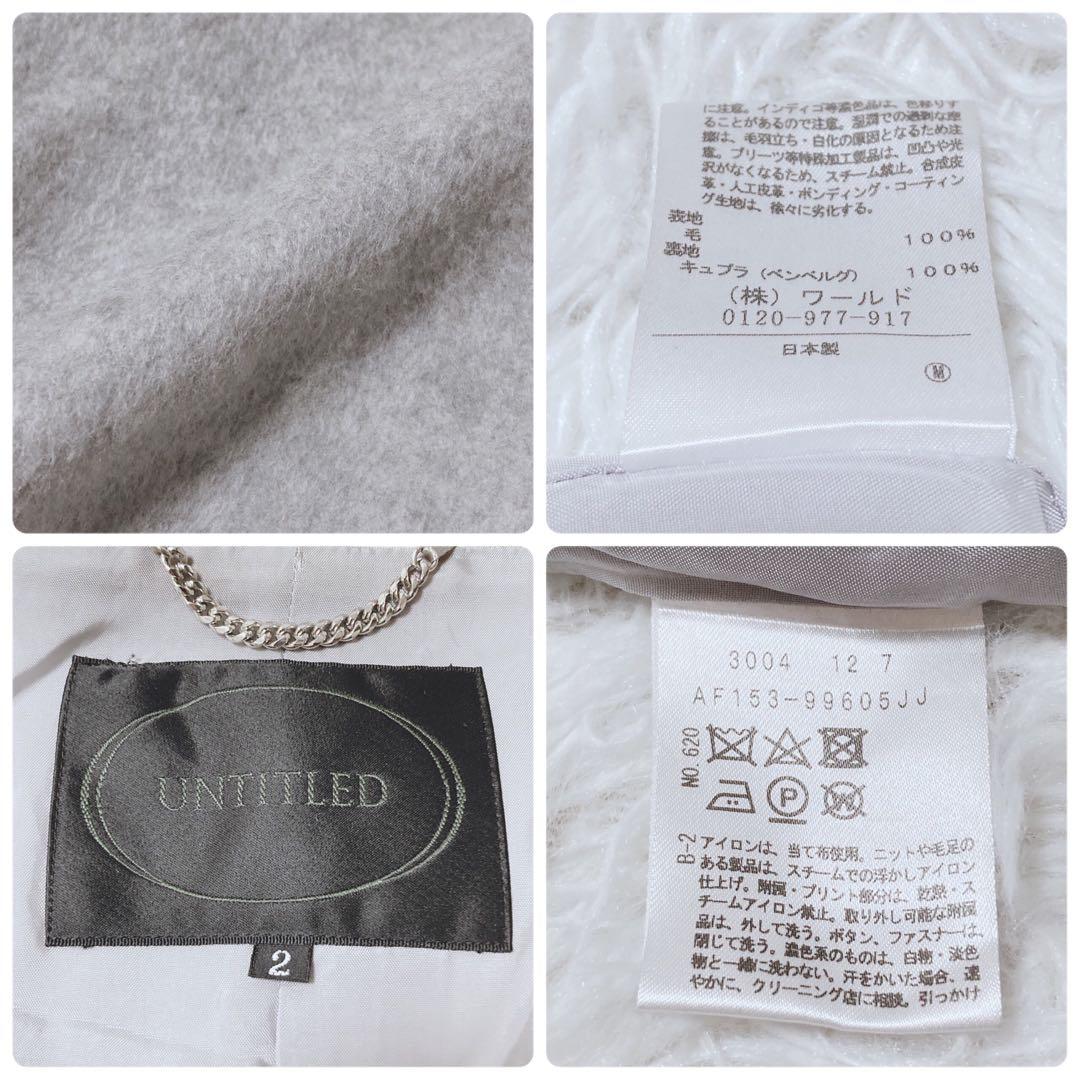 に注意。インディゴ等濃色品は、色移りす
ることがあるので注意。湿潤での過剰な摩
擦は、毛羽立ち・白化の原因となるため注
意。プリーツ等特殊加工製品は、凹凸や光
沢がなくなるため、スチーム禁止。合成皮
革・人工皮革・ボンディング・コーティン
グ生地は、徐々に劣化する。
表地
毛 100%
裏地
キュプラ（ベンベルグ） 100%
（株）ワールド
0120-977-917
日本製
M
UNTITLED
2
3004 12 7
AF153-99605JJ
NO.620
P
W
B-2
アイロンは、当て布使用。ニットや毛足の
ある製品は、スチームでの浮かしアイロン
仕上げ。附属・プリント部分は、乾熱・ス
チームアイロン禁止。取り外し可能な附属
品は、外して洗う。ボタン、ファスナーは
閉じて洗う。濃色系のものは、白物・淡色
物と一緒に洗わない。汗をかいた場合、速
やかに、クリーニング店に相談。引っかけ